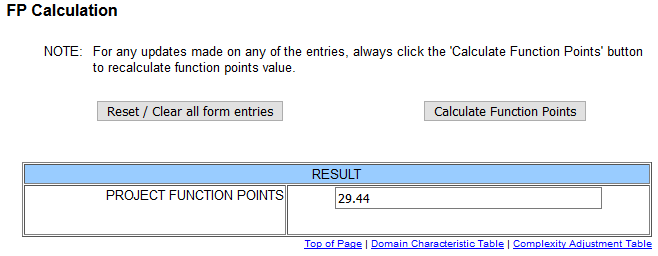 FP Calculation
NOTE: For any updates made on any of the entries, always click the 'Calculate Function Points' button
to recalculate function points value.
Reset / Clear all form entries Calculate Function Points
RESULT
PROJECT FUNCTION POINTS 29.44
Top of Page | Domain Characteristic Table | Complexity Adjustment Table